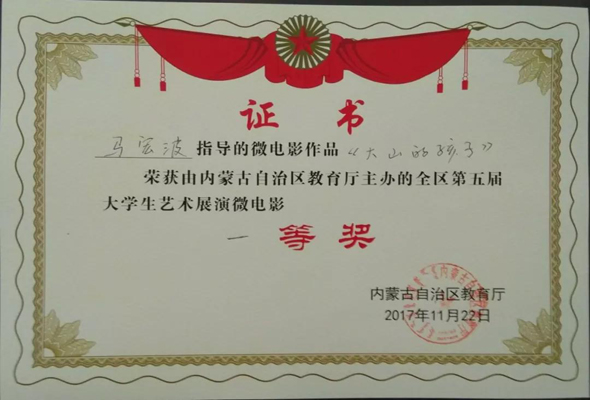 证书
马宏波 指导的微电影作品 《大山的孩子》
荣获由内蒙古自治区教育厅主办的全区第五届
大学生艺术展演微电影
一等奖
内蒙古自治区教育厅
2017年11月22日